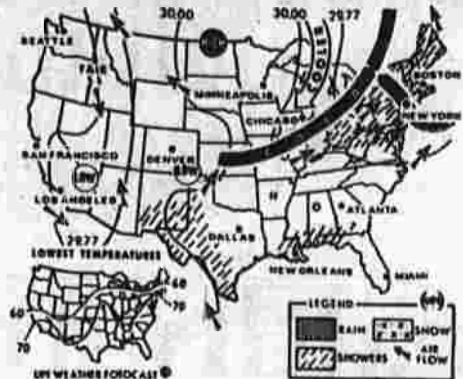 30.00 30.00 29.77
SEATTLE
FAIR
COOLER
BOSTON
MINNEAPOLIS
NEW YORK
CHICAGO
SAN FRANCISCO
DENVER
LOW
LOW
LOS ANGELES
ATLANTA
DALLAS
29.77
LOWEST TEMPERATURES
NEW ORLEANS
MIAMI
60
70
60
70
LEGEND
RAIN
SNOW
SHOWERS
AIR FLOW
UPI WEATHER FOTOCAST